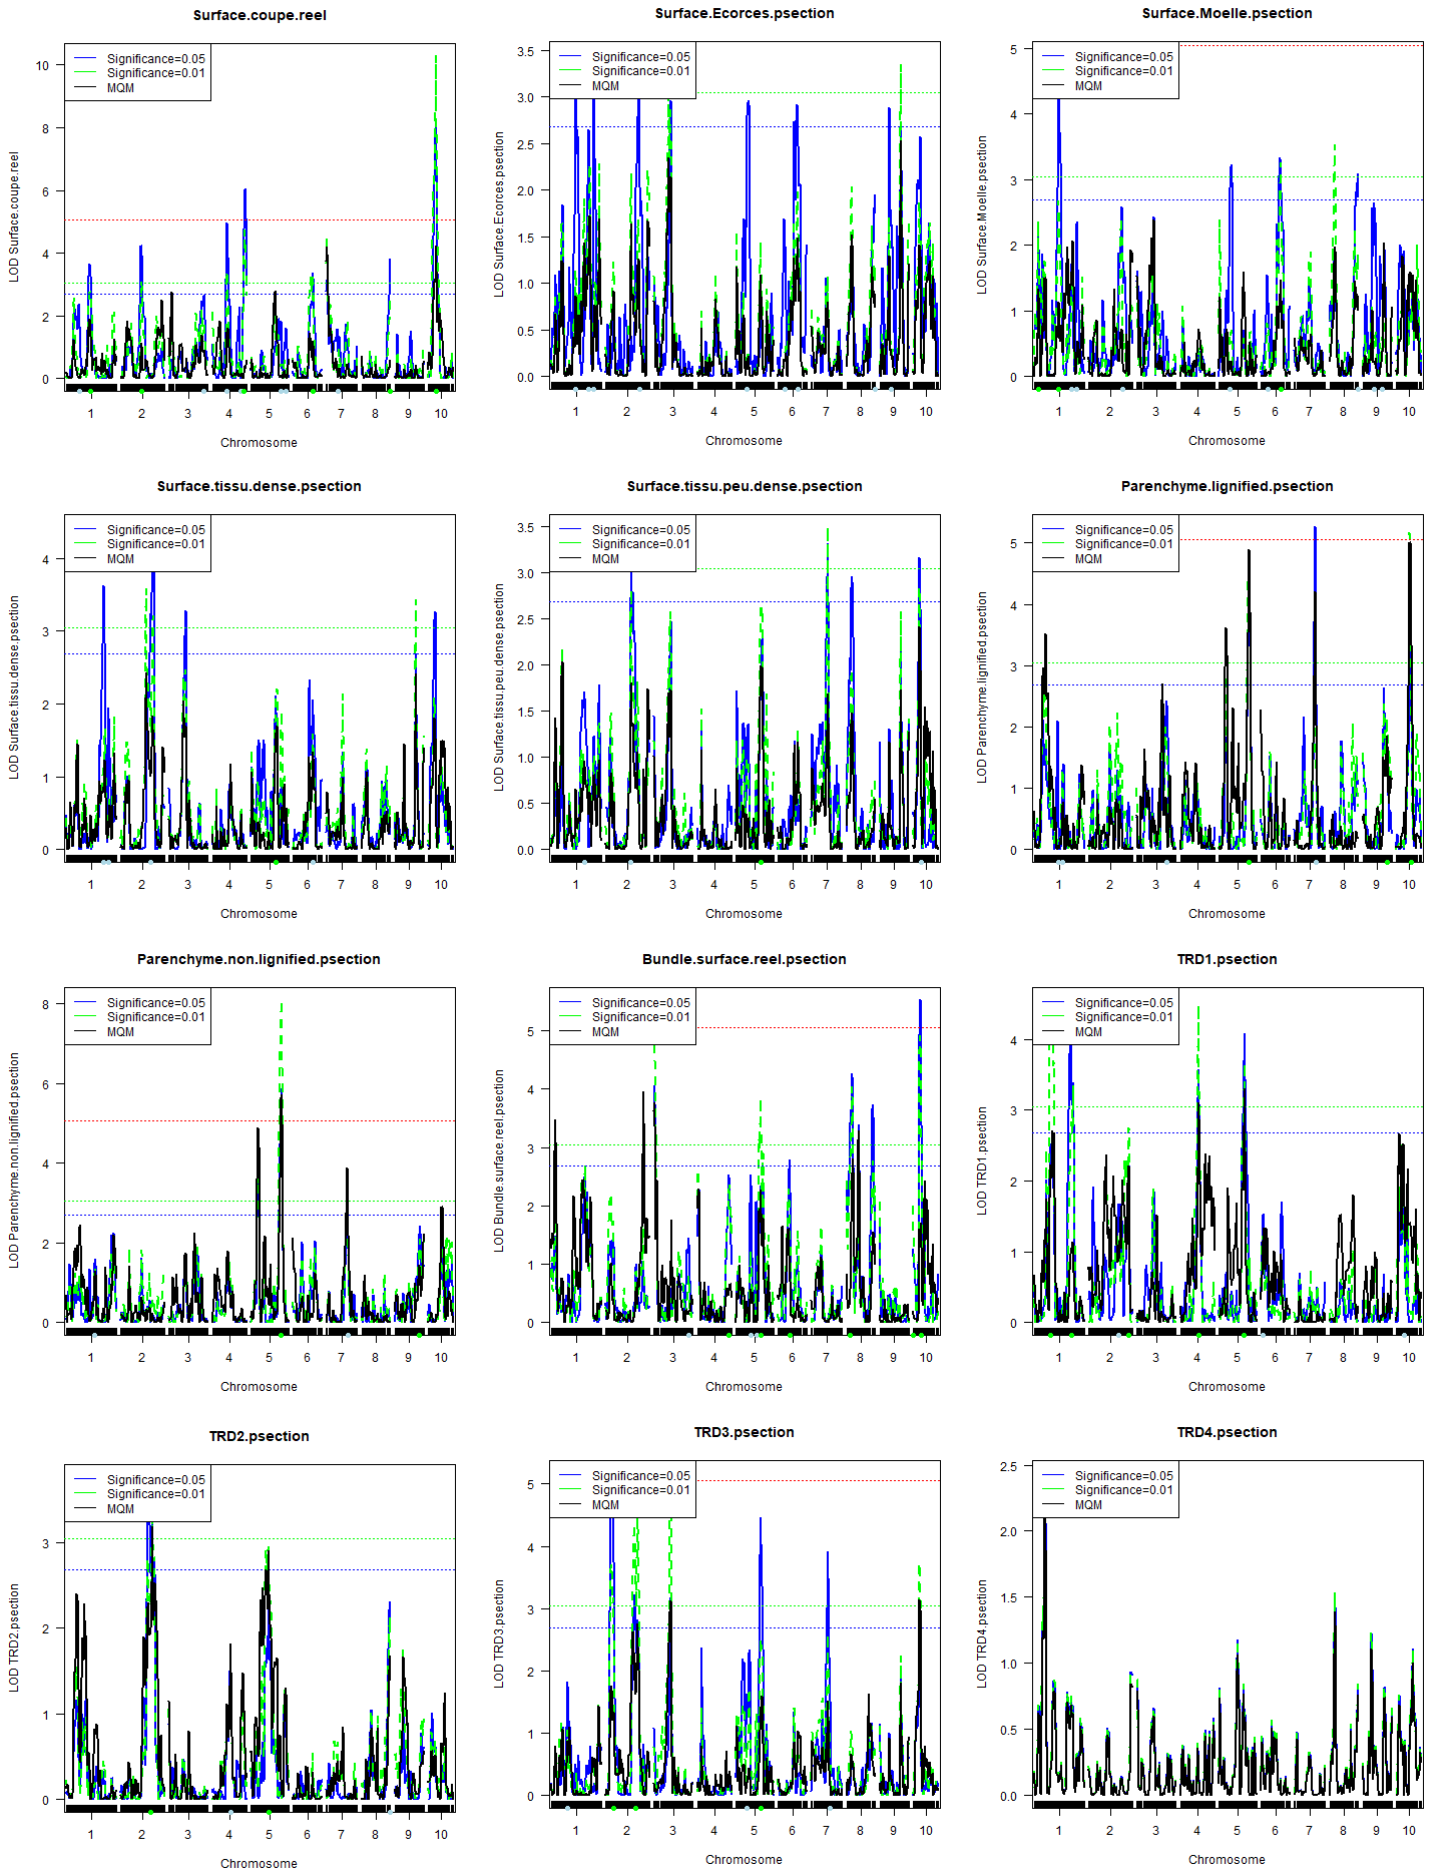 Surface.coupe.reel
Significance=0.05
Significance=0.01
MQM
LOD Surface.coupe.reel
10
8
6
4
2
0
1 2 3 4 5 6 7 8 9 10
Chromosome
Surface.Ecorces.psection
Significance=0.05
Significance=0.01
MQM
LOD Surface.Ecorces.psection
3.5
3.0
2.5
2.0
1.5
1.0
0.5
0.0
1 2 3 4 5 6 7 8 9 10
Chromosome
Surface.Moelle.psection
Significance=0.05
Significance=0.01
MQM
LOD Surface.Moelle.psection
5
4
3
2
1
0
1 2 3 4 5 6 7 8 9 10
Chromosome
Surface.tissu.dense.psection
Significance=0.05
Significance=0.01
MQM
LOD Surface.tissu.dense.psection
4
3
2
1
0
1 2 3 4 5 6 7 8 9 10
Chromosome
Surface.tissu.peu.dense.psection
Significance=0.05
Significance=0.01
MQM
LOD Surface.tissu.peu.dense.psection
3.5
3.0
2.5
2.0
1.5
1.0
0.5
0.0
1 2 3 4 5 6 7 8 9 10
Chromosome
Parenchyme.lignified.psection
Significance=0.05
Significance=0.01
MQM
LOD Parenchyme.lignified.psection
5
4
3
2
1
0
1 2 3 4 5 6 7 8 9 10
Chromosome
Parenchyme.non.lignified.psection
Significance=0.05
Significance=0.01
MQM
LOD Parenchyme.non.lignified.psection
8
6
4
2
0
1 2 3 4 5 6 7 8 9 10
Chromosome
Bundle.surface.reel.psection
Significance=0.05
Significance=0.01
MQM
LOD Bundle.surface.reel.psection
5
4
3
2
1
0
1 2 3 4 5 6 7 8 9 10
Chromosome
TRD1.psection
Significance=0.05
Significance=0.01
MQM
LOD TRD1.psection
4
3
2
1
0
1 2 3 4 5 6 7 8 9 10
Chromosome
TRD2.psection
Significance=0.05
Significance=0.01
MQM
LOD TRD2.psection
3
2
1
0
1 2 3 4 5 6 7 8 9 10
Chromosome
TRD3.psection
Significance=0.05
Significance=0.01
MQM
LOD TRD3.psection
5
4
3
2
1
0
1 2 3 4 5 6 7 8 9 10
Chromosome
TRD4.psection
Significance=0.05
Significance=0.01
MQM
LOD TRD4.psection
2.5
2.0
1.5
1.0
0.5
0.0
1 2 3 4 5 6 7 8 9 10
Chromosome